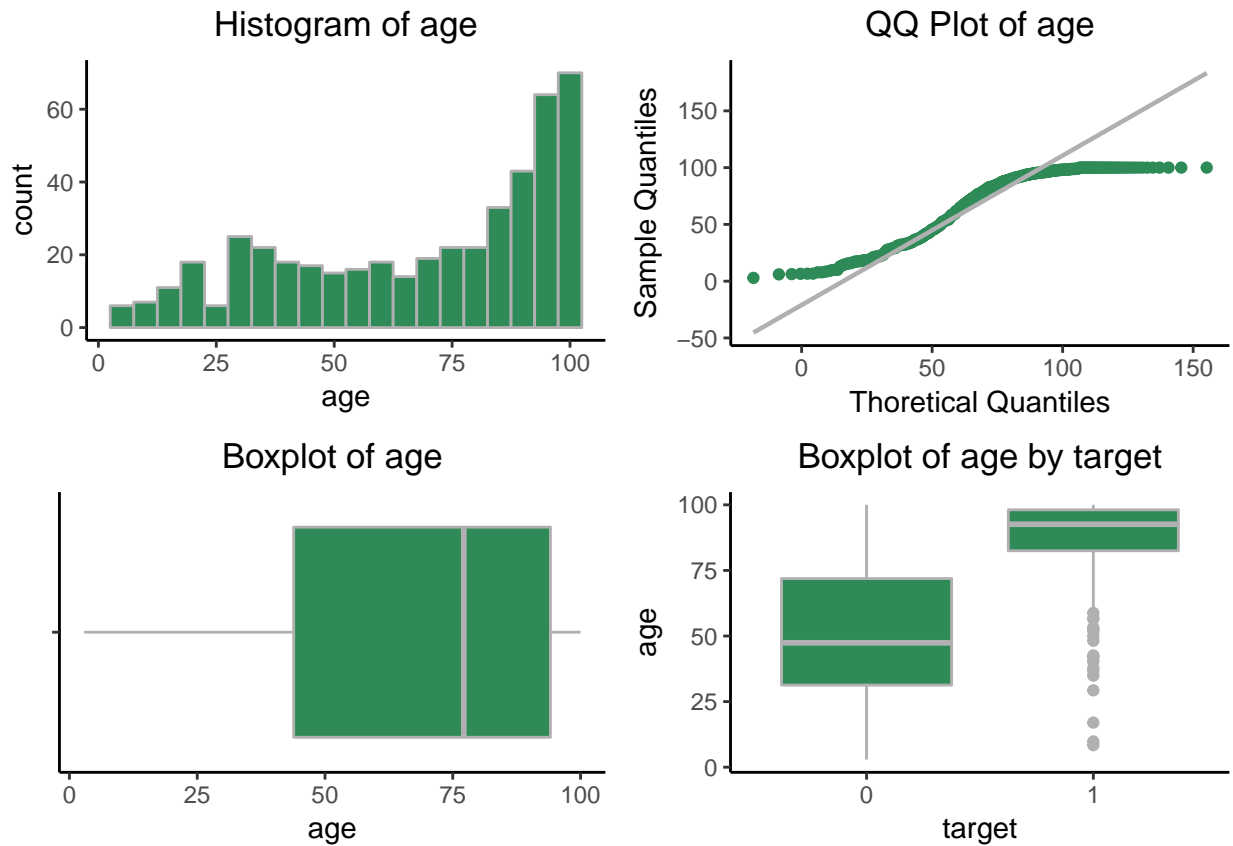 Histogram of age
60
40
20
0
count
0 25 50 75 100
age
QQ Plot of age
150
100
50
0
−50
Sample Quantiles
0 50 100 150
Thoretical Quantiles
Boxplot of age
0 25 50 75 100
age
Boxplot of age by target
100
75
50
25
0
age
0 1
target